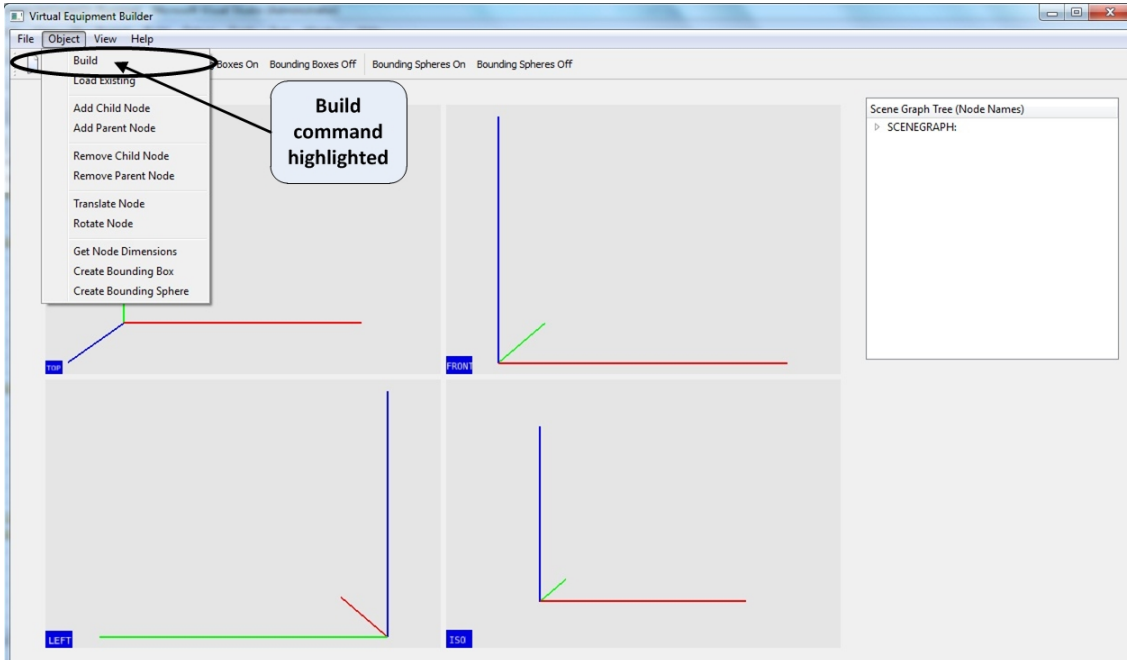 Virtual Equipment Builder
File Object View Help
Build
Boxes On Bounding Boxes Off Bounding Spheres On Bounding Spheres Off
Load Existing
Add Child Node
Add Parent Node
Remove Child Node
Remove Parent Node
Translate Node
Rotate Node
Get Node Dimensions
Create Bounding Box
Create Bounding Sphere
Build
command
highlighted
Scene Graph Tree (Node Names)
SCENEGRAPH:
TOP
FRONT
LEFT
ISO